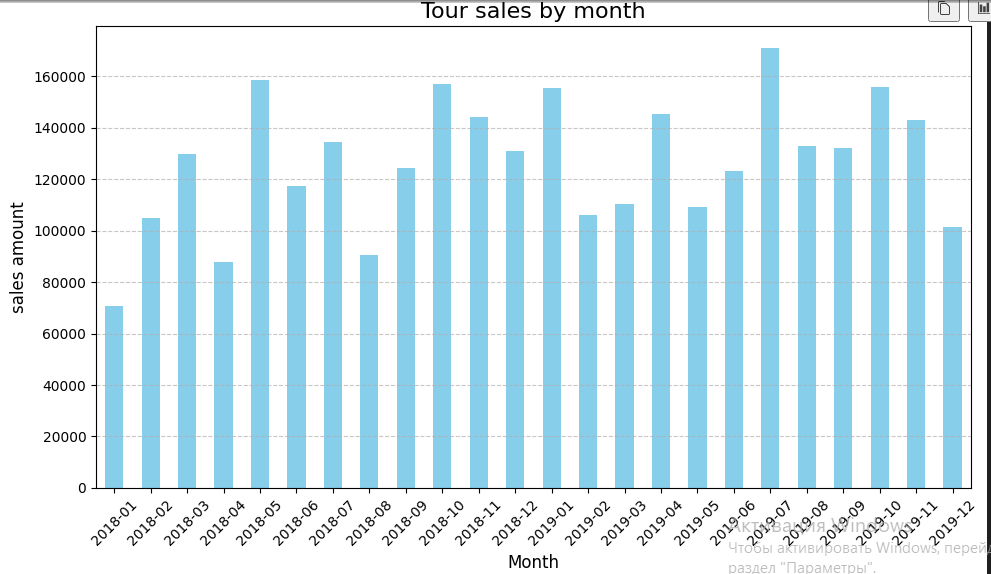 Tour sales by month
160000
140000
120000
100000
80000
60000
40000
20000
0
sales amount
2018-01 2018-02 2018-03 2018-04 2018-05 2018-06 2018-07 2018-08 2018-09 2018-10 2018-11 2018-12 2019-01 2019-02 2019-03 2019-04 2019-05 2019-06 2019-07 2019-08 2019-09 2019-10 2019-11 2019-12
Month
Активация Windows
Чтобы активировать Windows,
раздел "Параметры".